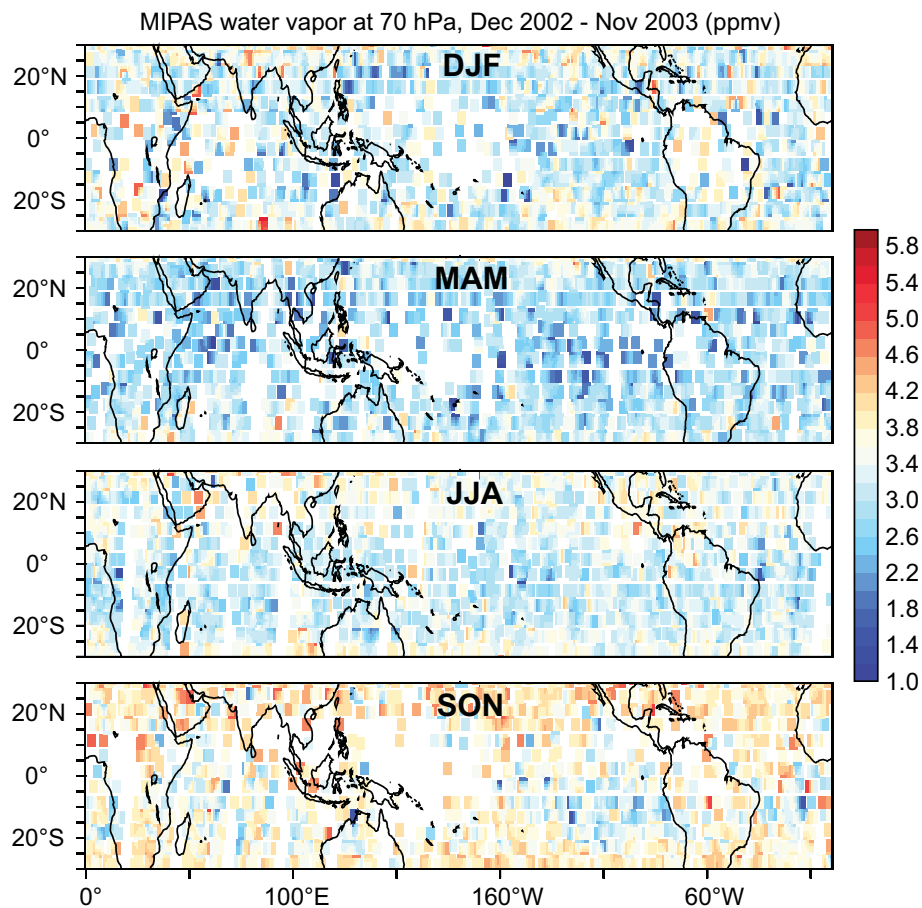 MIPAS water vapor at 70 hPa, Dec 2002 - Nov 2003 (ppmv)
DJF
20°N
0°
20°S
MAM
20°N
0°
20°S
JJA
20°N
0°
20°S
SON
20°N
0°
20°S
0° 100°E 160°W 60°W
5.8
5.4
5.0
4.6
4.2
3.8
3.4
3.0
2.6
2.2
1.8
1.4
1.0